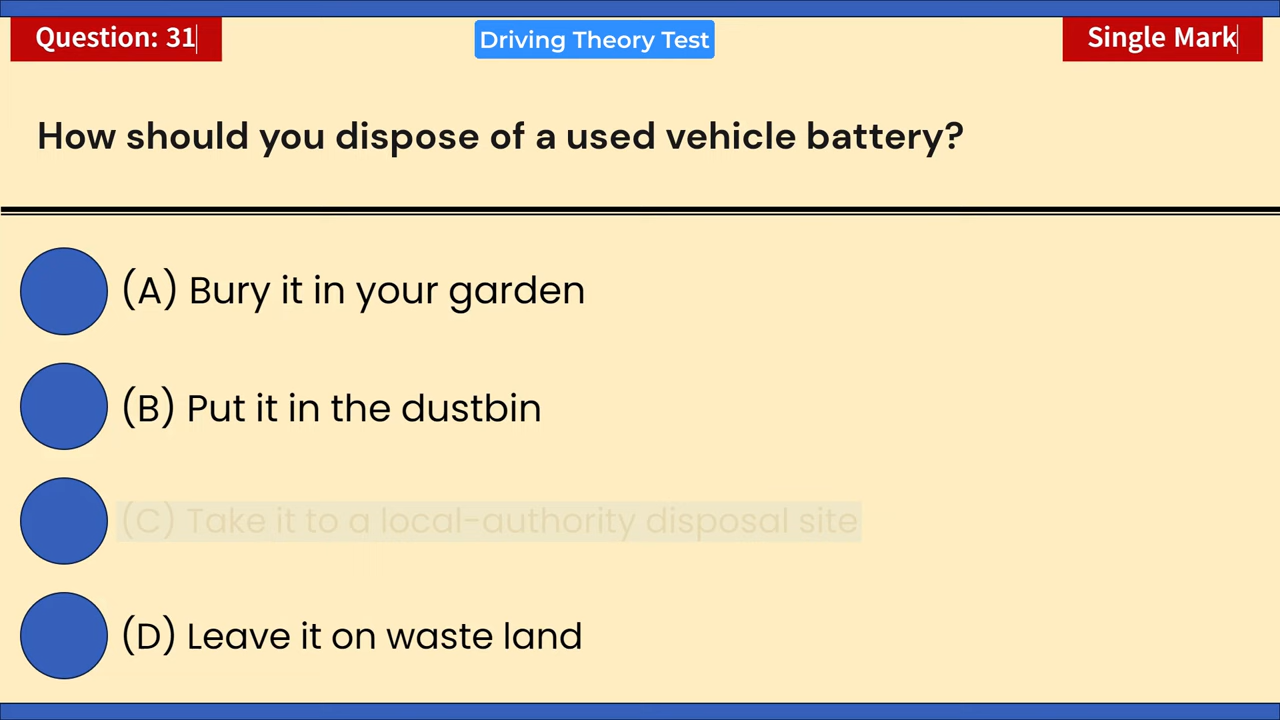 Question: 31
Driving Theory Test
Single Mark
How should you dispose of a used vehicle battery?
(A) Bury it in your garden
(B) Put it in the dustbin
(C) Take it to a local-authority disposal site
(D) Leave it on waste land